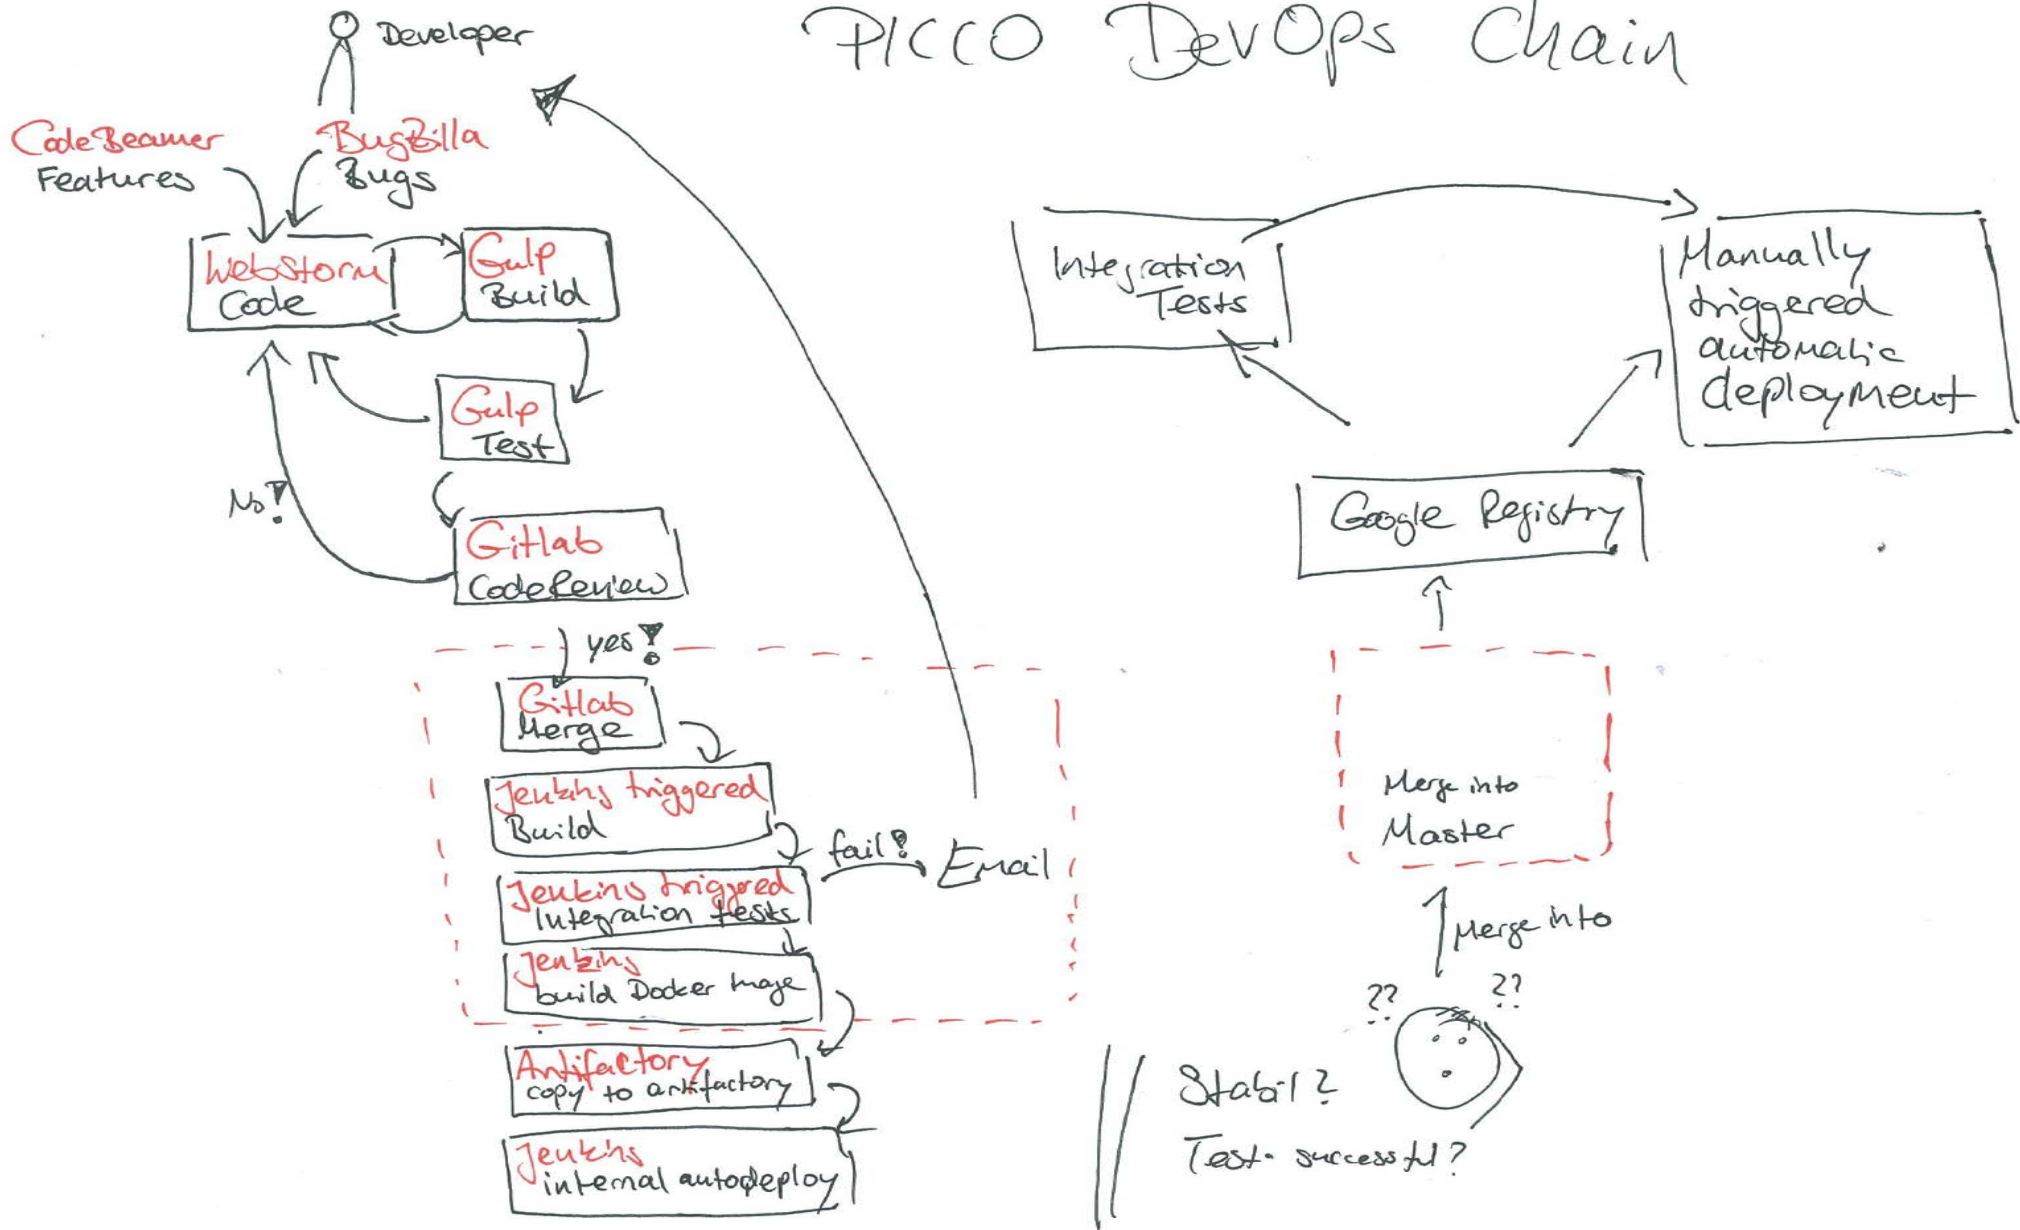 PICCO DevOps Chain
Developer
CodeBeamer
Features
BugZilla
Bugs
WebStorm
Code
Gulp
Build
Gulp
Test
No!
Gitlab
CodeReview
yes!
Gitlab
Merge
Jenkins triggered
Build
fail?
Email
Jenkins triggered
Integration tests
Jenkins
build Docker Image
Antifactory
copy to antifactory
Jenkins
internal autodeploy
Integration
Tests
Manually
triggered
automatic
deployment
Google Registry
Merge into
Master
Merge into
??
??
Stabil?
Test successful?